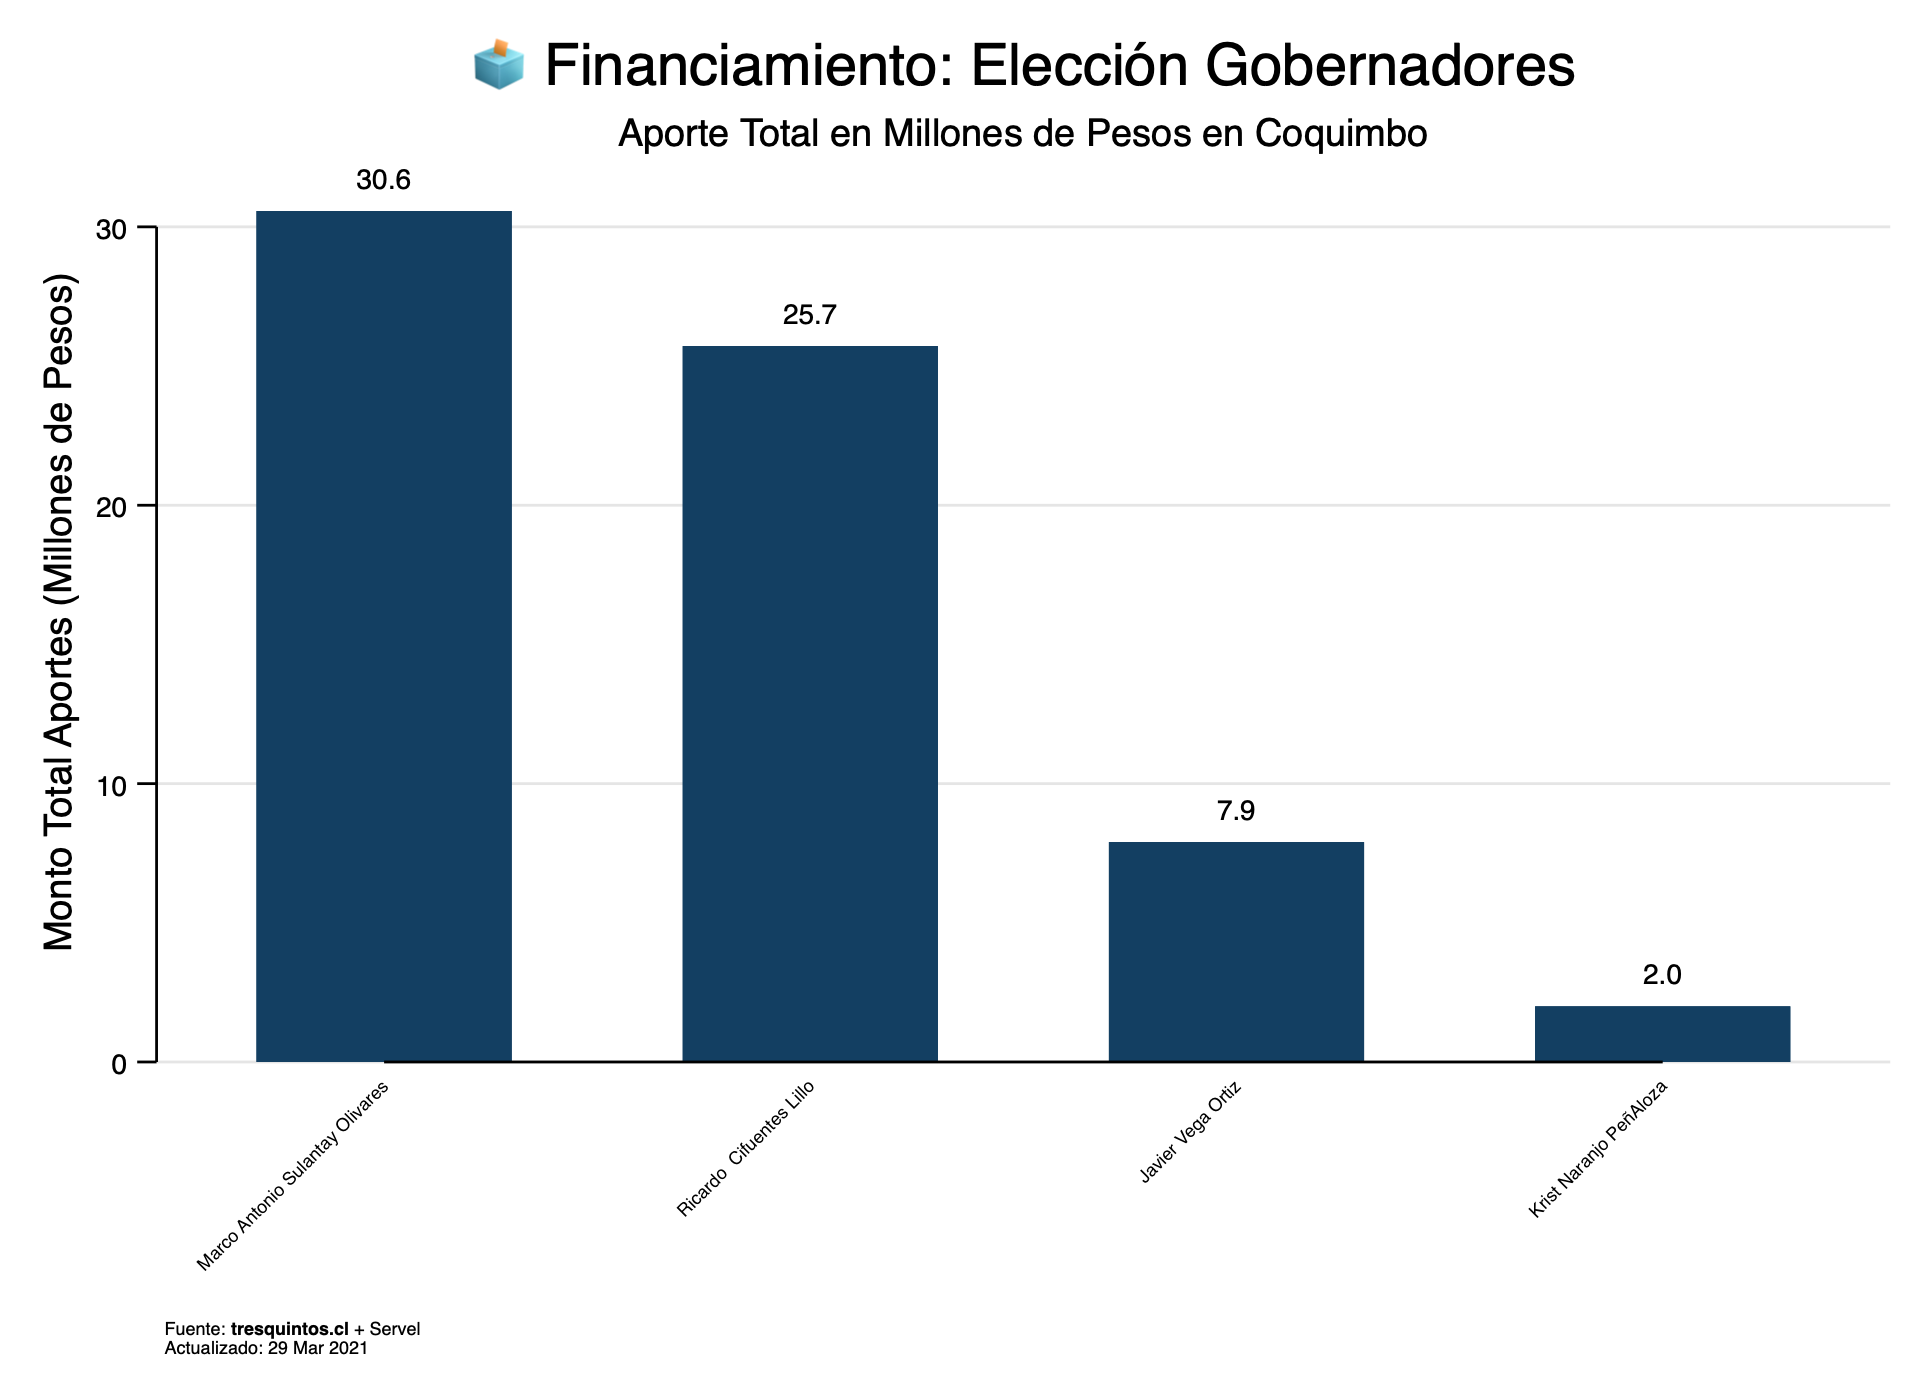 Financiamiento: Elección Gobernadores
Aporte Total en Millones de Pesos en Coquimbo
Monto Total Aportes (Millones de Pesos)
30
20
10
0
30.6
25.7
7.9
2.0
Marco Antonio Sulantay Olivares
Ricardo  Cifuentes Lillo
Javier Vega Ortiz
Krist Naranjo PeñAloza
Fuente: tresquintos.cl + Servel
Actualizado: 29 Mar 2021